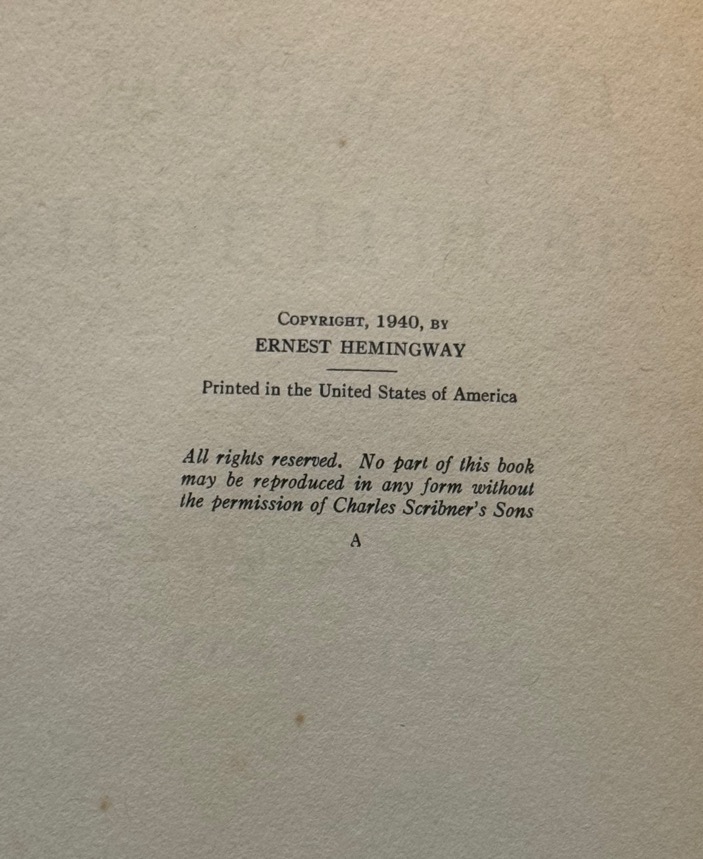 COPYRIGHT, 1940, BY
ERNEST HEMINGWAY
Printed in the United States of America
All rights reserved. No part of this book
may be reproduced in any form without
the permission of Charles Scribner's Sons
A